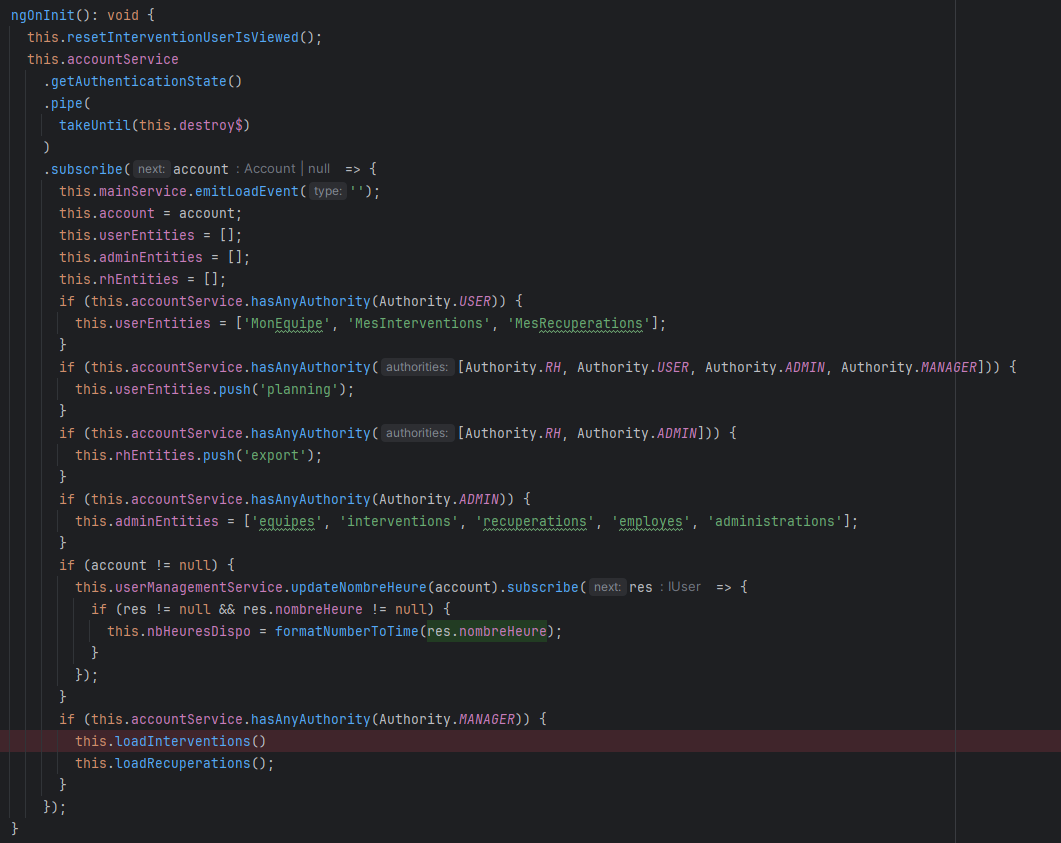 ngOnInit(): void {
this.resetInterventionUserIsViewed();
this.accountService
.getAuthenticationState()
.pipe(
takeUntil(this.destroy$)
)
.subscribe( next: account : Account | null => {
this.mainService.emitLoadEvent( type: '');
this.account = account;
this.userEntities = [];
this.adminEntities = [];
this.rhEntities = [];
if (this.accountService.hasAnyAuthority(Authority.USER)) {
this.userEntities = ['MonEquipe', 'MesInterventions', 'MesRecuperations'];
}
if (this.accountService.hasAnyAuthority( authorities: [Authority.RH, Authority.USER, Authority.ADMIN, Authority.MANAGER])) {
this.userEntities.push('planning');
}
if (this.accountService.hasAnyAuthority( authorities: [Authority.RH, Authority.ADMIN])) {
this.rhEntities.push('export');
}
if (this.accountService.hasAnyAuthority(Authority.ADMIN)) {
this.adminEntities = ['equipes', 'interventions', 'recuperations', 'employes', 'administrations'];
}
if (account != null) {
this.userManagementService.updateNombreHeure(account).subscribe( next: res : IUser => {
if (res != null && res.nombreHeure != null) {
this.nbHeuresDispo = formatNumberToTime(res.nombreHeure);
}
});
}
if (this.accountService.hasAnyAuthority(Authority.MANAGER)) {
this.loadInterventions()
this.loadRecuperations();
}
});
}